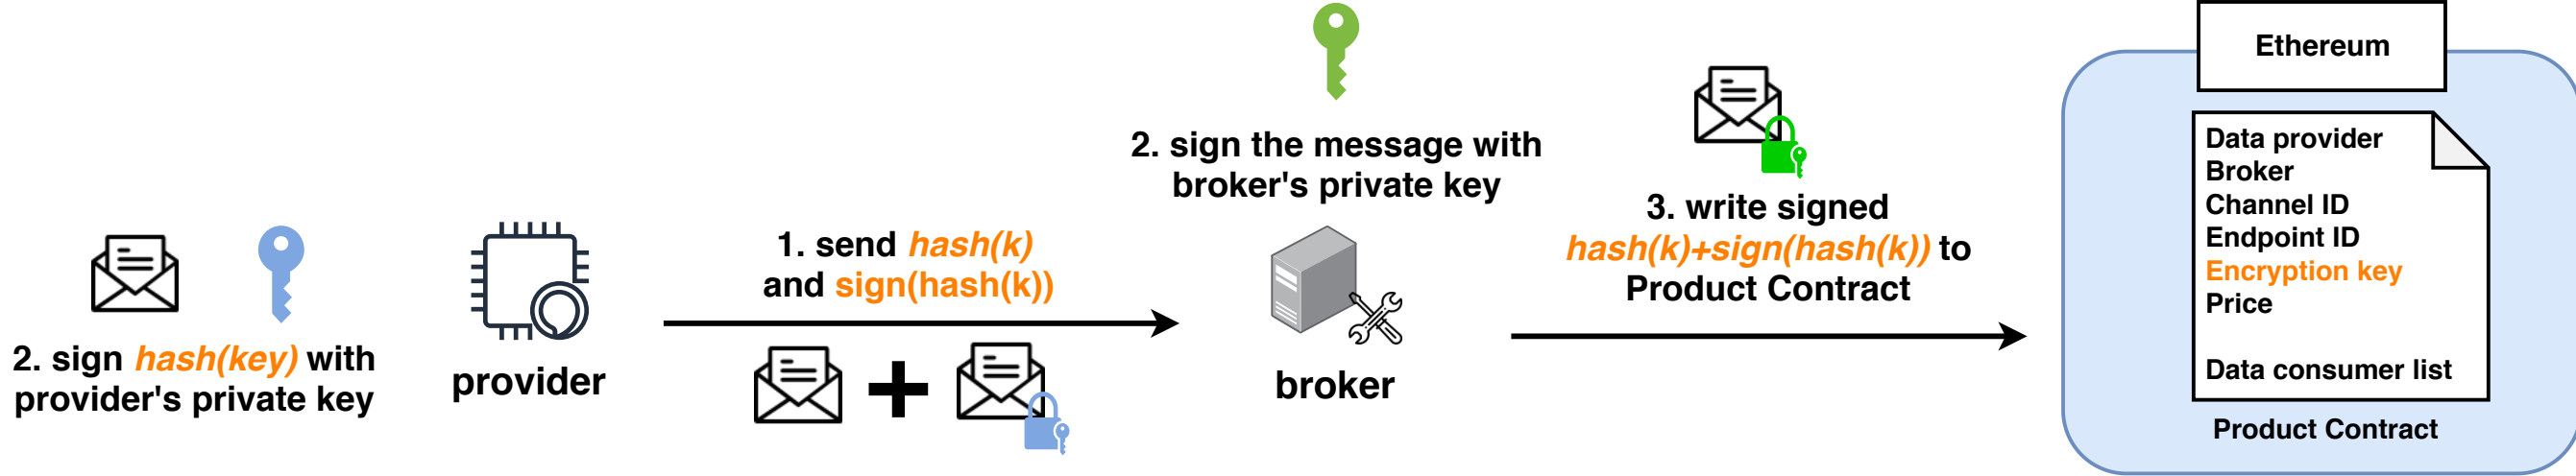 2. sign hash(key) with
provider's private key
provider
1. send hash(k)
and sign(hash(k))
2. sign the message with
broker's private key
broker
3. write signed
hash(k)+sign(hash(k)) to
Product Contract
Ethereum
Data provider
Broker
Channel ID
Endpoint ID
Encryption key
Price
Data consumer list
Product Contract